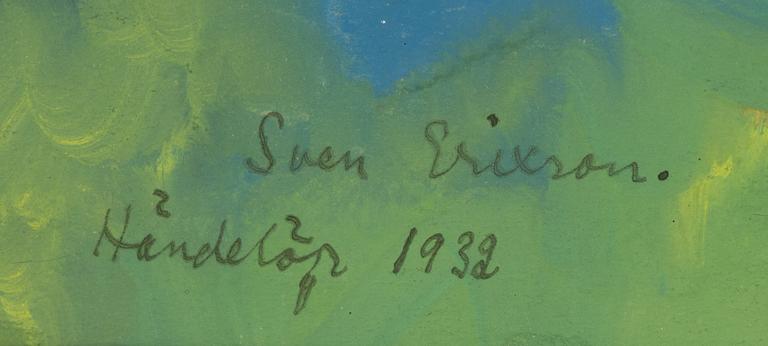 Sven Erixson.
Händelöp 1932